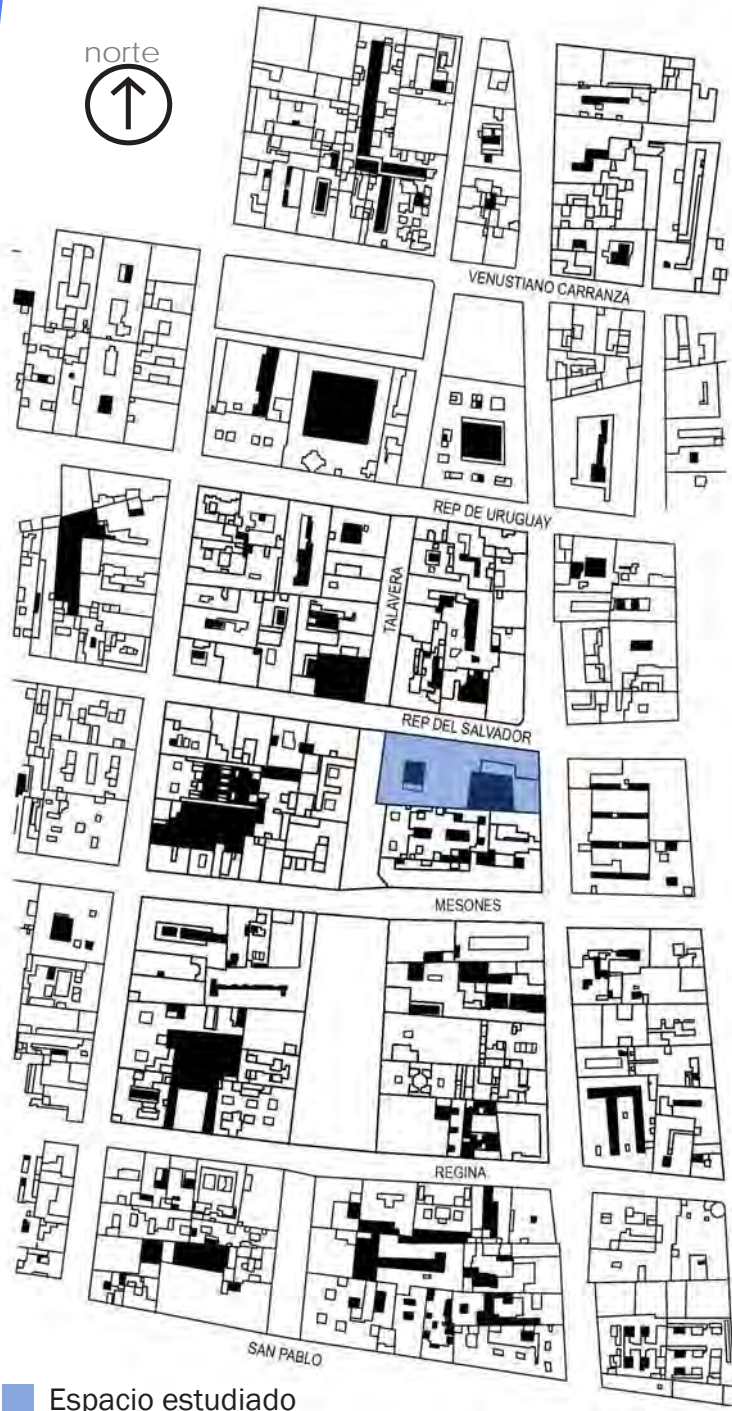 norte
VENUSTIANO CARRANZA
REP DE URUGUAY
TALAVERA
REP DEL SALVADOR
MESONES
REGINA
SAN PABLO
Espacio estudiado